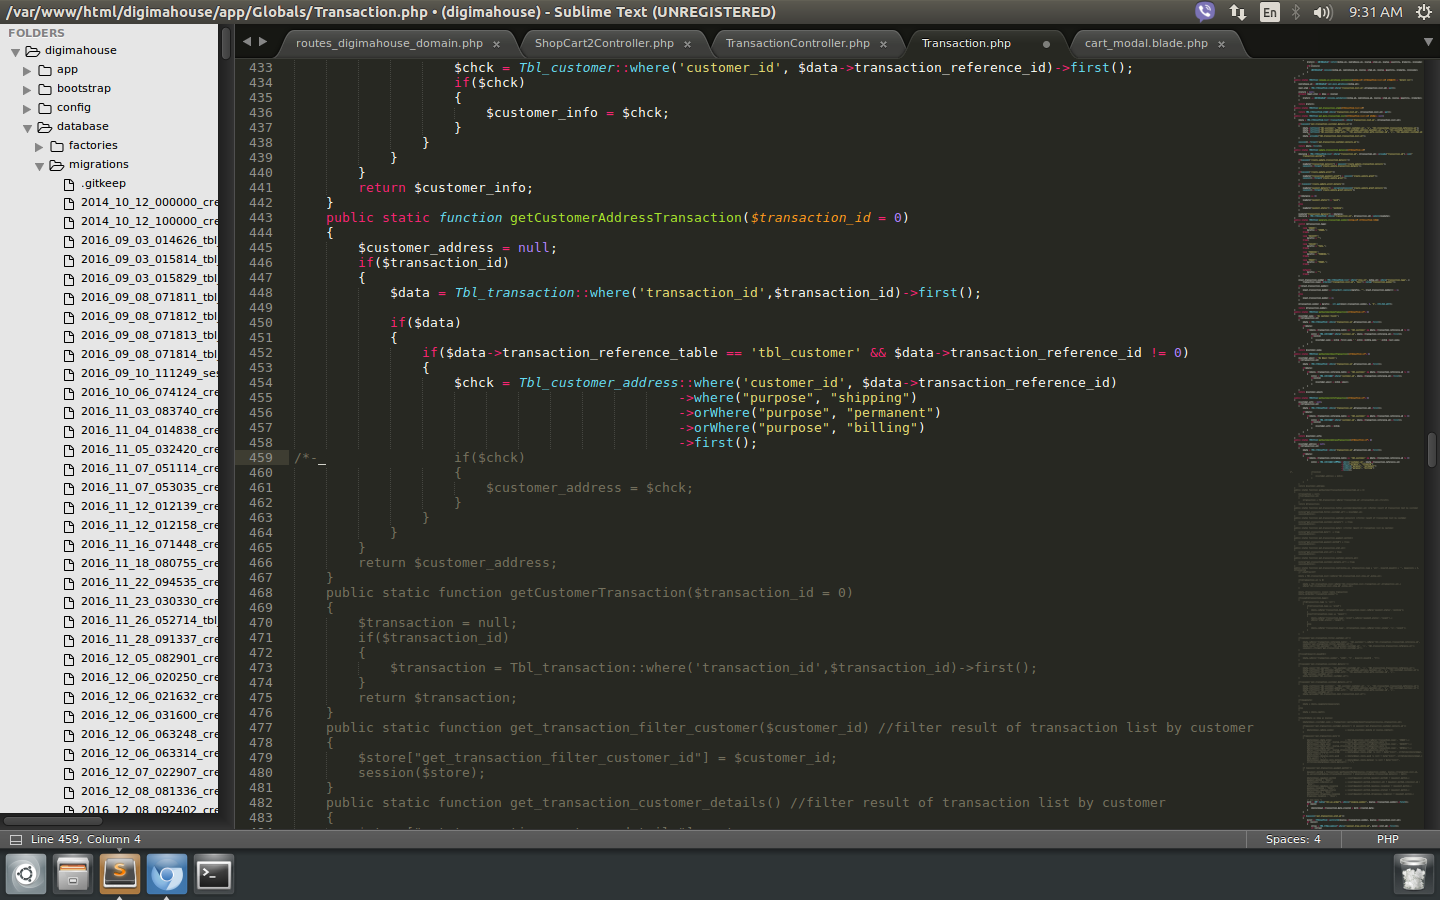 /var/www/html/digimahouse/app/Globals/Transaction.php • (digimahouse) - Sublime Text (UNREGISTERED)
En
9:31 AM
FOLDERS
digimahouse
app
bootstrap
config
database
factories
migrations
.gitkeep
2014_10_12_000000_cre
2014_10_12_100000_cre
2016_09_03_014626_tbl_
2016_09_03_015814_tbl_
2016_09_03_015829_tbl_
2016_09_08_071811_tbl_
2016_09_08_071812_tbl_
2016_09_08_071813_tbl_
2016_09_08_071814_tbl_
2016_09_10_111249_ses
2016_10_06_074124_cre
2016_11_03_083740_cre
2016_11_04_014838_cre
2016_11_05_032420_cre
2016_11_07_051114_cre
2016_11_07_053035_cre
2016_11_12_012139_cre
2016_11_12_012158_cre
2016_11_16_071448_cre
2016_11_18_080755_cre
2016_11_22_094535_cre
2016_11_23_030330_cre
2016_11_26_052714_tbl_
2016_11_28_091337_cre
2016_12_05_082901_cre
2016_12_06_020250_cre
2016_12_06_021632_cre
2016_12_06_031600_cre
2016_12_06_063248_cre
2016_12_06_063314_cre
2016_12_07_022907_cre
2016_12_08_081336_cre
2016_12_08_092402_cre
routes_digimahouse_domain.php ×
ShopCart2Controller.php ×
TransactionController.php ×
Transaction.php
cart_modal.blade.php ×
433 $chck = Tbl_customer::where('customer_id', $data->transaction_reference_id)->first();
434 if($chck)
435 {
436 $customer_info = $chck;
437 }
438 }
439 }
440 }
441 return $customer_info;
442 }
443 public static function getCustomerAddressTransaction($transaction_id = 0)
444 {
445 $customer_address = null;
446 if($transaction_id)
447 {
448 $data = Tbl_transaction::where('transaction_id',$transaction_id)->first();
449
450 if($data)
451 {
452 if($data->transaction_reference_table == 'tbl_customer' && $data->transaction_reference_id != 0)
453 {
454 $chck = Tbl_customer_address::where('customer_id', $data->transaction_reference_id)
455 ->where("purpose", "shipping")
456 ->orWhere("purpose", "permanent")
457 ->orWhere("purpose", "billing")
458 ->first();
459 /*-_ if($chck)
460 {
461 $customer_address = $chck;
462 }
463 }
464 }
465 }
466 return $customer_address;
467 }
468 public static function getCustomerTransaction($transaction_id = 0)
469 {
470 $transaction = null;
471 if($transaction_id)
472 {
473 $transaction = Tbl_transaction::where('transaction_id',$transaction_id)->first();
474 }
475 return $transaction;
476 }
477 public static function get_transaction_filter_customer($customer_id) //filter result of transaction list by customer
478 {
479 $store["get_transaction_filter_customer_id"] = $customer_id;
480 session($store);
481 }
482 public static function get_transaction_customer_details() //filter result of transaction list by customer
483 {
Line 459, Column 4
Spaces: 4
PHP